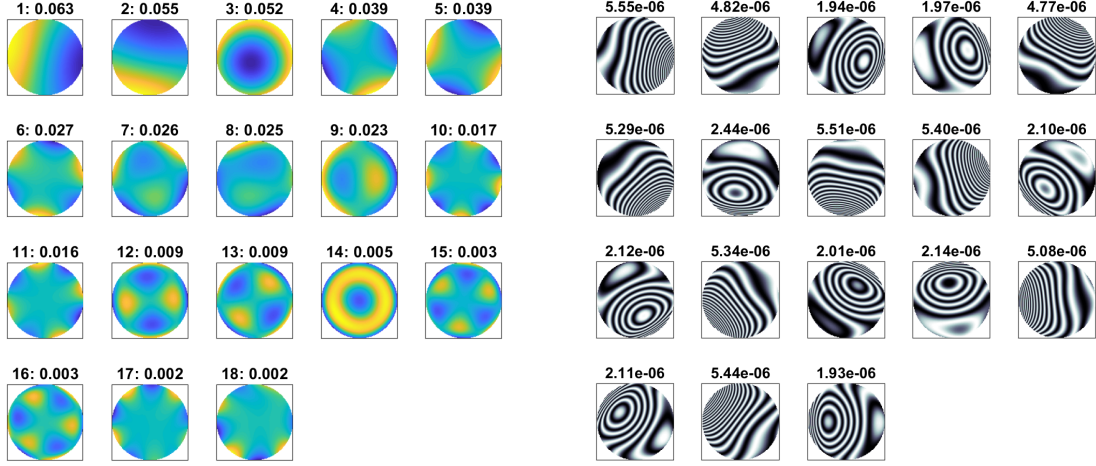 1: 0.063 2: 0.055 3: 0.052 4: 0.039 5: 0.039 5.55e-06 4.82e-06 1.94e-06 1.97e-06 4.77e-06
6: 0.027 7: 0.026 8: 0.025 9: 0.023 10: 0.017 5.29e-06 2.44e-06 5.51e-06 5.40e-06 2.10e-06
11: 0.016 12: 0.009 13: 0.009 14: 0.005 15: 0.003 2.12e-06 5.34e-06 2.01e-06 2.14e-06 5.08e-06
16: 0.003 17: 0.002 18: 0.002 2.11e-06 5.44e-06 1.93e-06